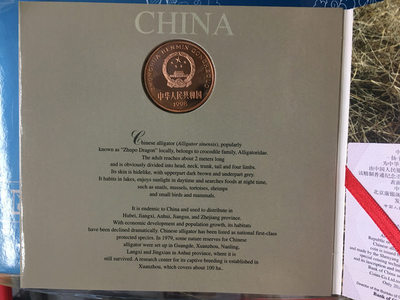 CHINA
ZHONGHUA RENMIN GONGHEGUO
中华人民共和国
1998
Chinese alligator (Alligator sinensis), popularly
known as "Zhupo Dragon" locally, belongs to crocodile family, Alligatoridae.
The adult reaches about 2 meters long
and is obviously divided into head, neck, trunk, tail and four limbs.
Its skin is hidelike, with upperpart dark brown and underpart grey.
It habits in lakes, enjoys sunlight in daytime and searches foods at night time,
such as snails, mussels, tortoises, shrimps
and small birds and mammals.
It is endemic to China and used to distribute in
Hubei, Jiangxi, Anhui, Jiangsu, and Zhejiang province.
With economic development and population growth, its habitats
have been declined dramatically. Chinese alligator has been listed as national first-class
protected species. In 1979, some nature reserves for Chinese
alligator were set up in Guangde, Xuanzhou, Nanling,
Langxi and Jingxian in Anhui province, where it is
still survived. A research center for its captive breeding is established in
Xuanzhou, which covers about 100 ha.